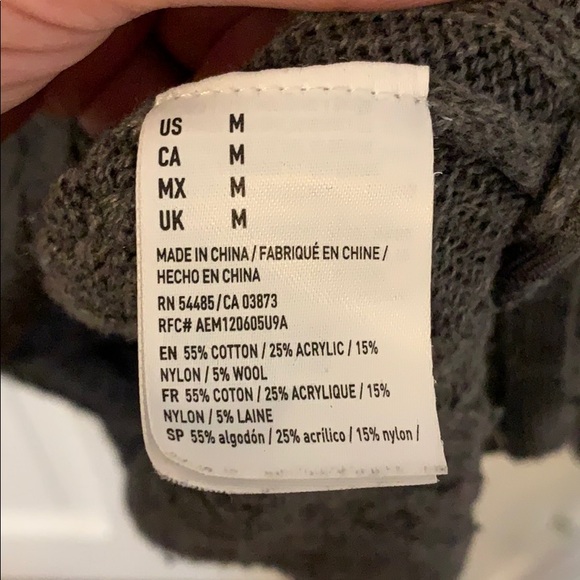 US M
CA M
MX M
UK M
MADE IN CHINA / FABRIQUÉ EN CHINE /
HECHO EN CHINA
RN 54485 / CA 03873
RFC# AEM120605U9A
EN 55% COTTON / 25% ACRYLIC / 15%
NYLON / 5% WOOL
FR 55% COTON / 25% ACRYLIQUE / 15%
NYLON / 5% LAINE
SP 55% algodón / 25% acrílico / 15% nylon /